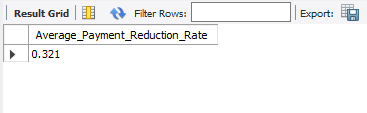 Result Grid Filter Rows: Export:
Average_Payment_Reduction_Rate
0.321